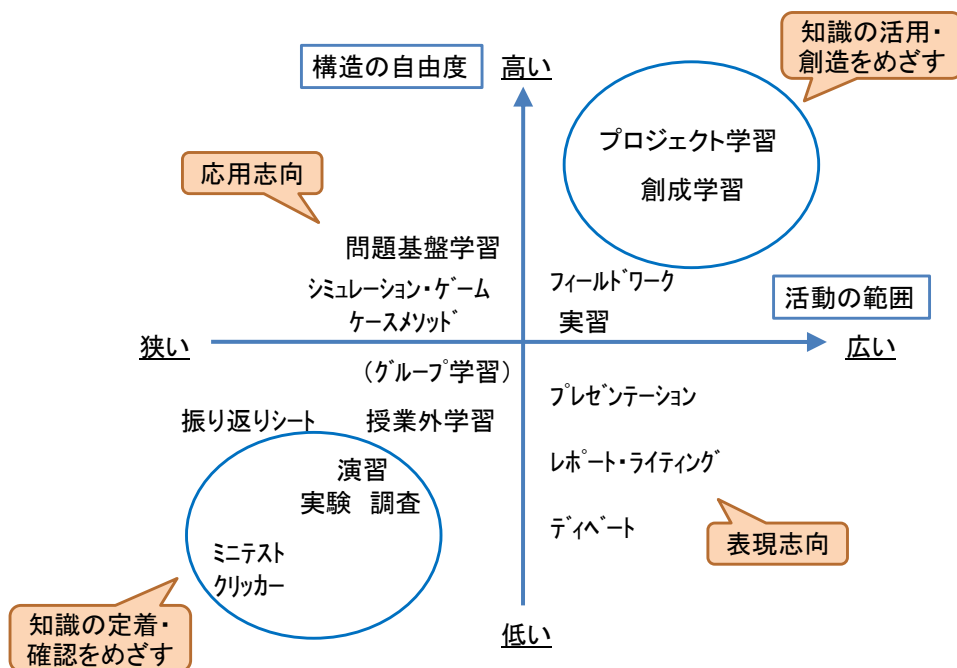 知識の活用・
創造をめざす
構造の自由度
高い
プロジェクト学習
創成学習
応用志向
問題基盤学習
ｼﾐｭﾚｰｼｮﾝ・ｹﾞｰﾑ
ｹｰｽﾒｿｯﾄﾞ
ﾌｨｰﾙﾄﾞﾜｰｸ
実習
活動の範囲
狭い
広い
（ｸﾞﾙｰﾌﾟ学習）
ﾌﾟﾚｾﾞﾝﾃｰｼｮﾝ
振り返りｼｰﾄ
授業外学習
ﾚﾎﾟｰﾄ・ﾗｲﾃｨﾝｸﾞ
演習
実験 調査
ﾃﾞｨﾍﾞｰﾄ
表現志向
ﾐﾆﾃｽﾄ
ｸﾘｯｶｰ
知識の定着・
確認をめざす
低い